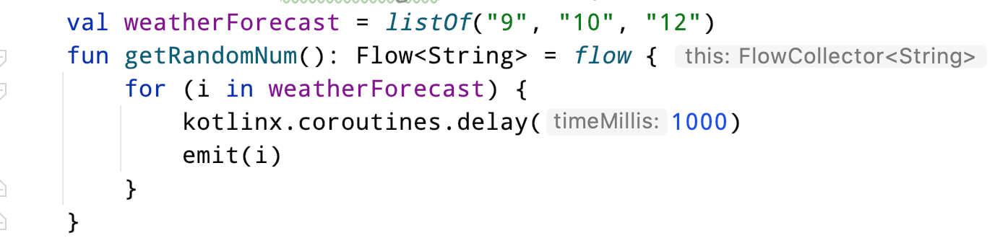 val weatherForecast = listOf("9", "10", "12")
fun getRandomNum(): Flow<String> = flow { this: FlowCollector<String>
for (i in weatherForecast) {
kotlinx.coroutines.delay( timeMillis: 1000)
emit(i)
}
}